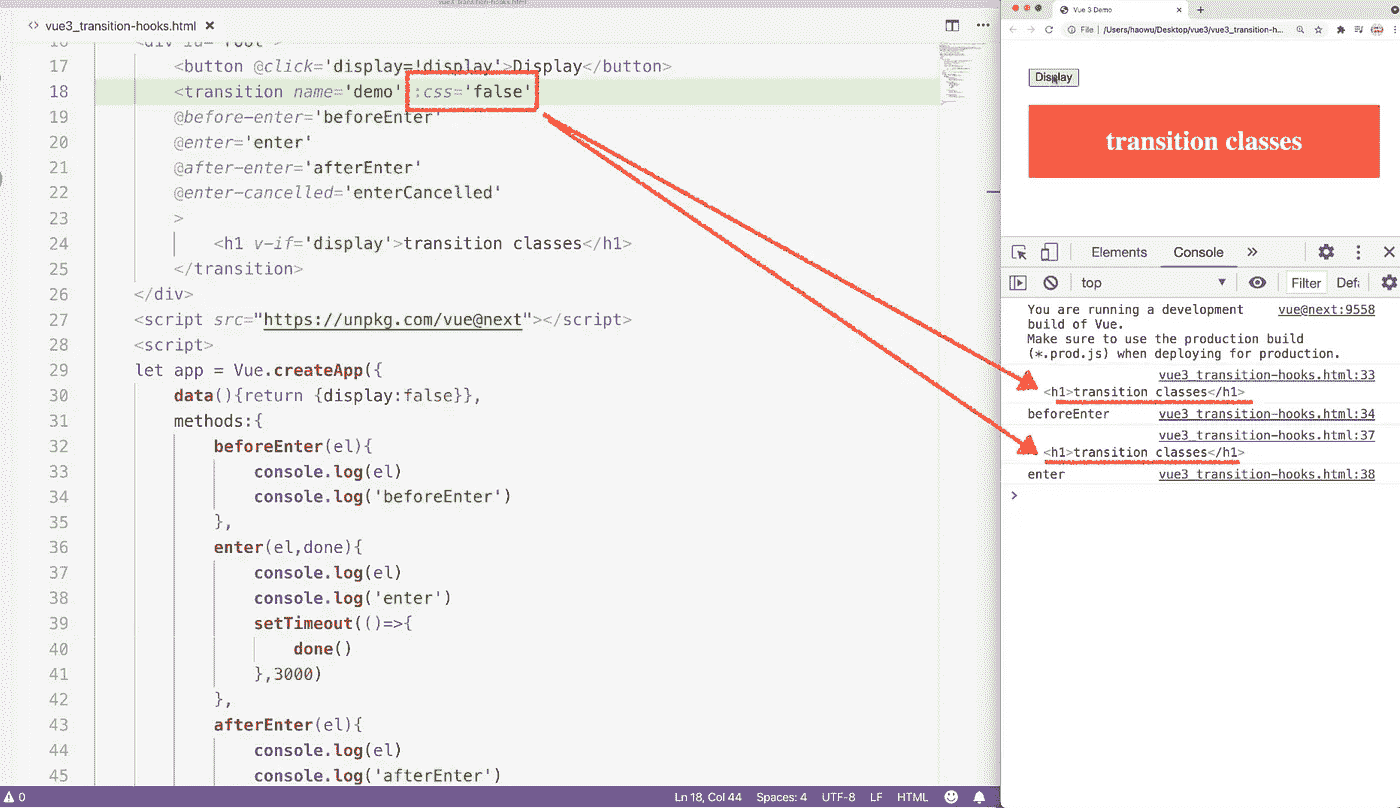 vue3_transition-hooks.html
<> vue3_transition-hooks.html ×
16 <div id="root">
17 <button @click='display=!display'>Display</button>
18 <transition name='demo' :css='false'
19 @before-enter='beforeEnter'
20 @enter='enter'
21 @after-enter='afterEnter'
22 @enter-cancelled='enterCancelled'
23 >
24 <h1 v-if='display'>transition classes</h1>
25 </transition>
26 </div>
27 <script src="https://unpkg.com/vue@next"></script>
28 <script>
29 let app = Vue.createApp({
30 data(){return {display:false}},
31 methods:{
32 beforeEnter(el){
33 console.log(el)
34 console.log('beforeEnter')
35 },
36 enter(el,done){
37 console.log(el)
38 console.log('enter')
39 setTimeout(()=>{
40 done()
41 },3000)
42 },
43 afterEnter(el){
44 console.log(el)
45 console.log('afterEnter')
0
Ln 18, Col 44 Spaces: 4 UTF-8 LF HTML
Vue 3 Demo
File | /Users/haowu/Desktop/vue3/vue3_transition-h...
Display
transition classes
Elements Console »
top Filter Defa
You are running a development vue@next:9558
build of Vue.
Make sure to use the production build
(*.prod.js) when deploying for production.
vue3_transition-hooks.html:33
<h1>transition classes</h1>
beforeEnter vue3_transition-hooks.html:34
vue3_transition-hooks.html:37
<h1>transition classes</h1>
enter vue3_transition-hooks.html:38
>